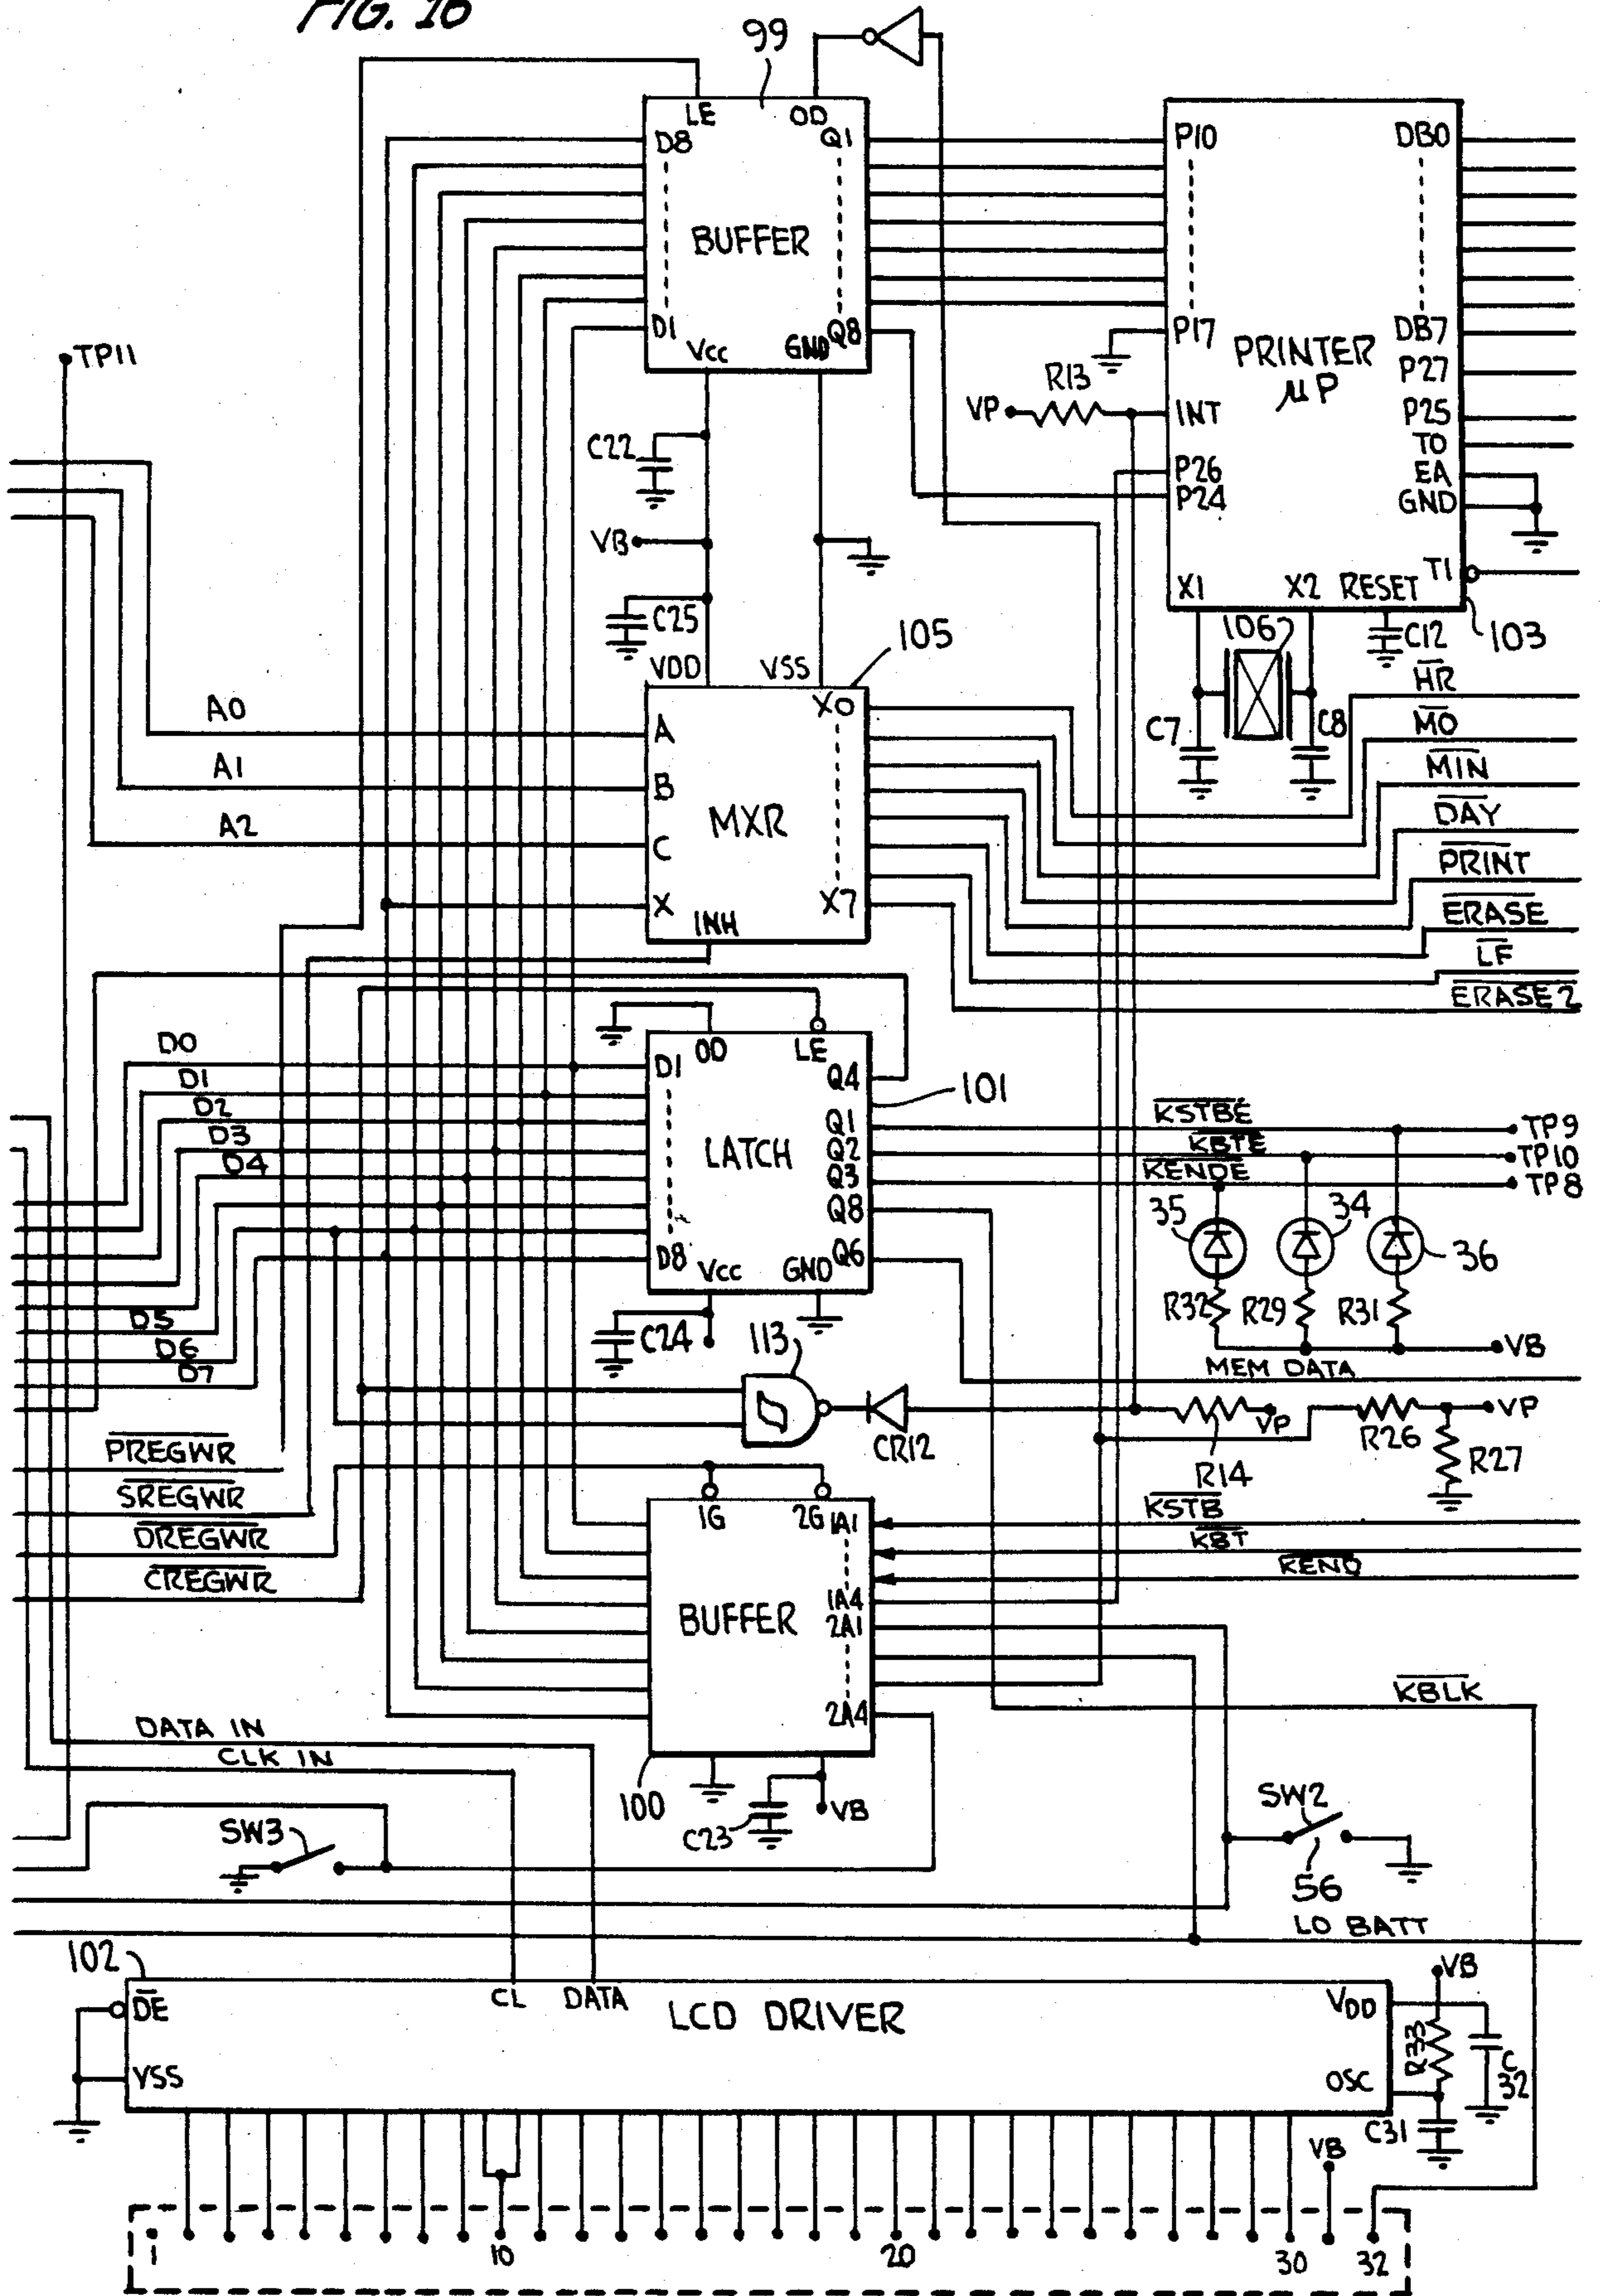 FIG. 16
99
LE OD
D8 Q1
BUFFER
D1 Q8
Vcc GND
P10 DB0
P17 DB7
PRINTER
μP
P27
INT P25
T0
P26 EA
P24 GND
T1
X1 X2 RESET
103
TP11
R13
VP
C22
VB
C25
VDD VSS
105
106
C12
C7
C8
A0
A1
A2
A X0
B
MXR
C
X X7
INH
HR
MO
MIN
DAY
PRINT
ERASE
LF
ERASE2
D0
D1
D2
D3
D4
D5
D6
D7
OD LE
D1 Q4
101
Q1
LATCH Q2
Q3
Q8
D8 Q6
Vcc GND
KSTBE
KBTE
KENDE
TP9
TP10
TP8
35
34
36
R32
R29
R31
VB
C24
113
MEM DATA
CR12
R14
VP
R26
VP
R27
PREGWR
SREGWR
DREGWR
CREGWR
1G 2G 1A1
1A4
BUFFER 2A1
2A4
KSTB
KBT
KEND
KBLK
DATA IN
CLK IN
100
C23
VB
SW3
SW2
56
LO BATT
102
DE CL DATA
LCD DRIVER
VDD
VSS OSC
VB
R33
C
32
C31
VB
1 10 20 30 32